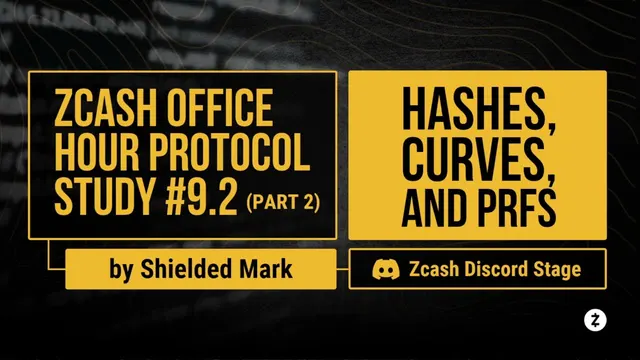 ZCASH OFFICE
HOUR PROTOCOL
STUDY #9.2 (PART 2)
by Shielded Mark
HASHES,
CURVES,
AND PRFS
Zcash Discord Stage